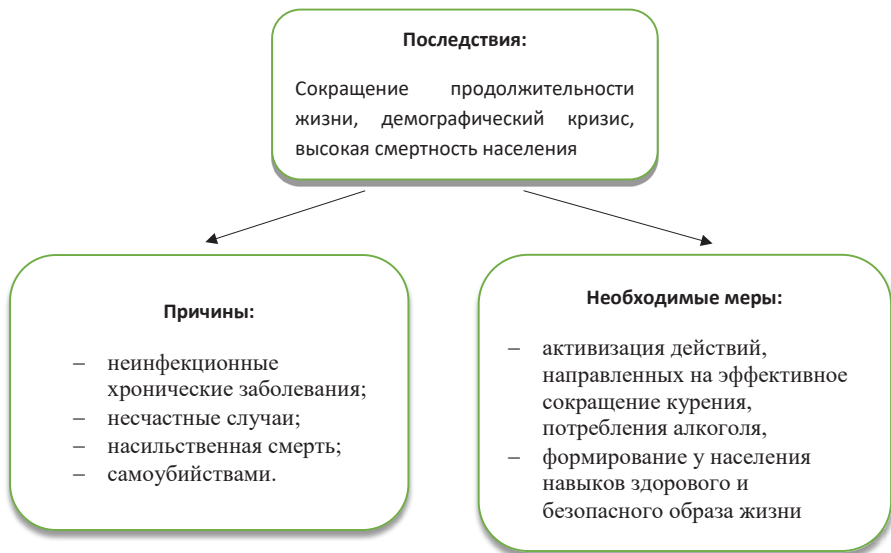 Последствия:
Сокращение продолжительности
жизни, демографический кризис,
высокая смертность населения
Причины:
– неинфекционные
хронические заболевания;
– несчастные случаи;
– насильственная смерть;
– самоубийствами.
Необходимые меры:
– активизация действий,
направленных на эффективное
сокращение курения,
потребления алкоголя,
– формирование у населения
навыков здорового и
безопасного образа жизни